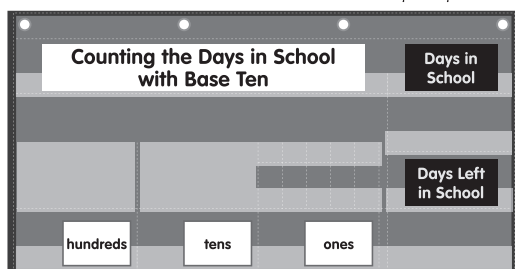 Counting the Days in School
with Base Ten
Days in
School
Days Left
in School
hundreds
tens
ones